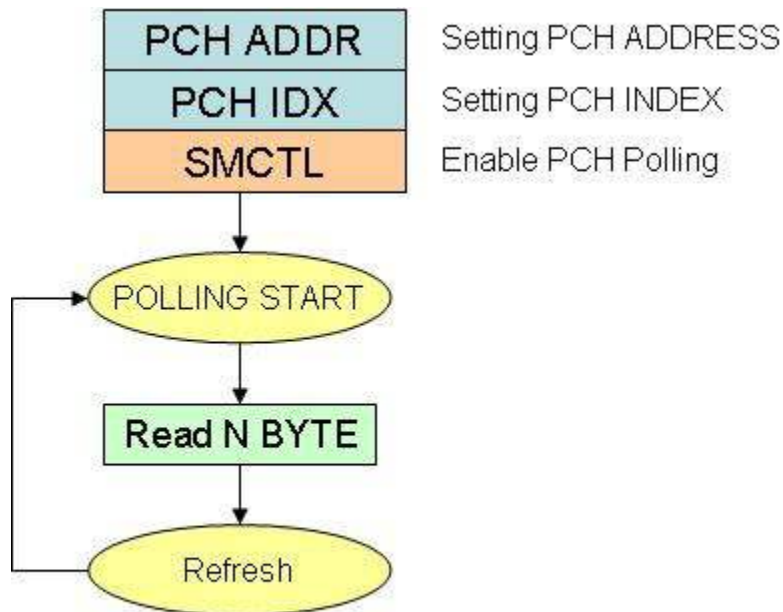 PCH ADDR Setting PCH ADDRESS
PCH IDX Setting PCH INDEX
SMCTL Enable PCH Polling
POLLING START
Read N BYTE
Refresh